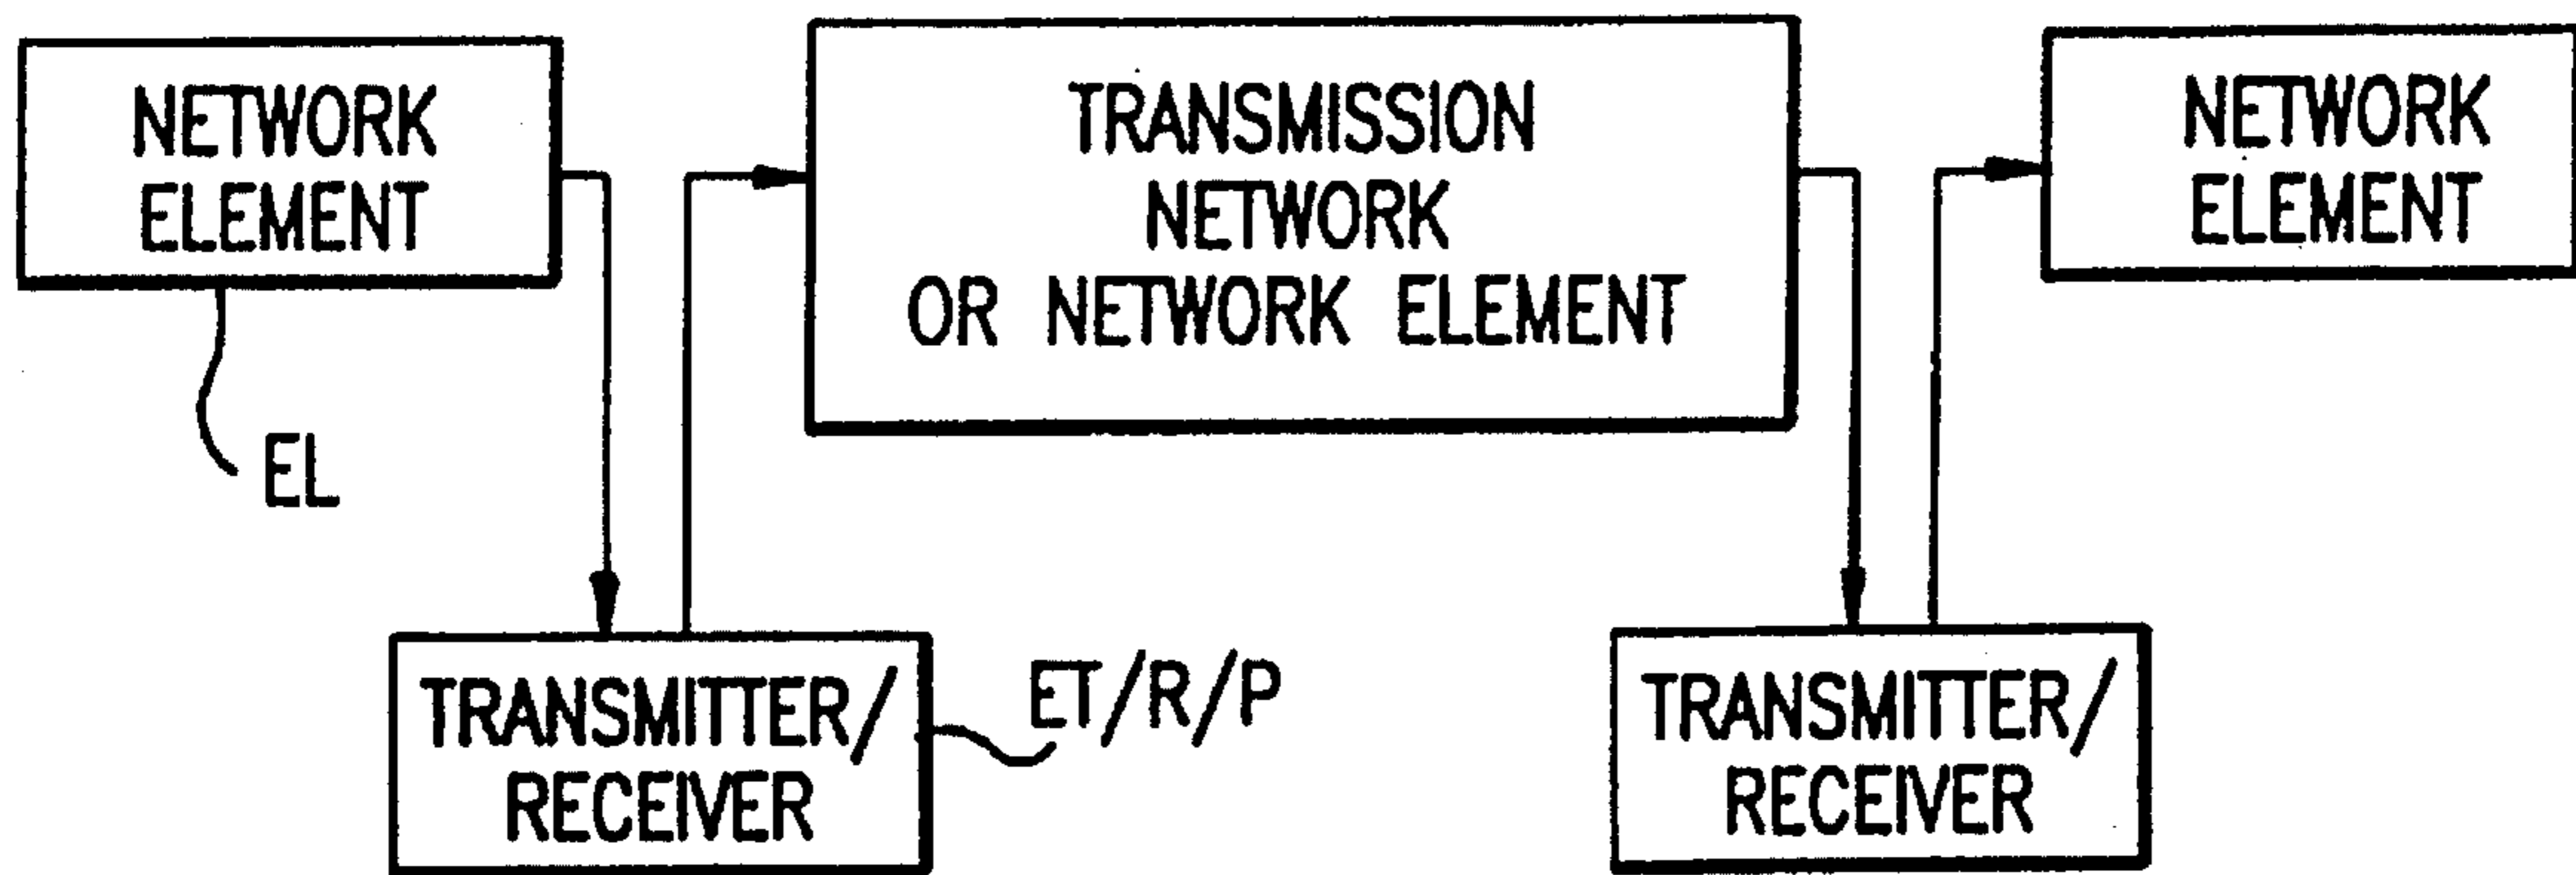 NETWORK
ELEMENT
TRANSMISSION
NETWORK
OR NETWORK ELEMENT
NETWORK
ELEMENT
EL
TRANSMITTER/
RECEIVER
ET/R/P
TRANSMITTER/
RECEIVER